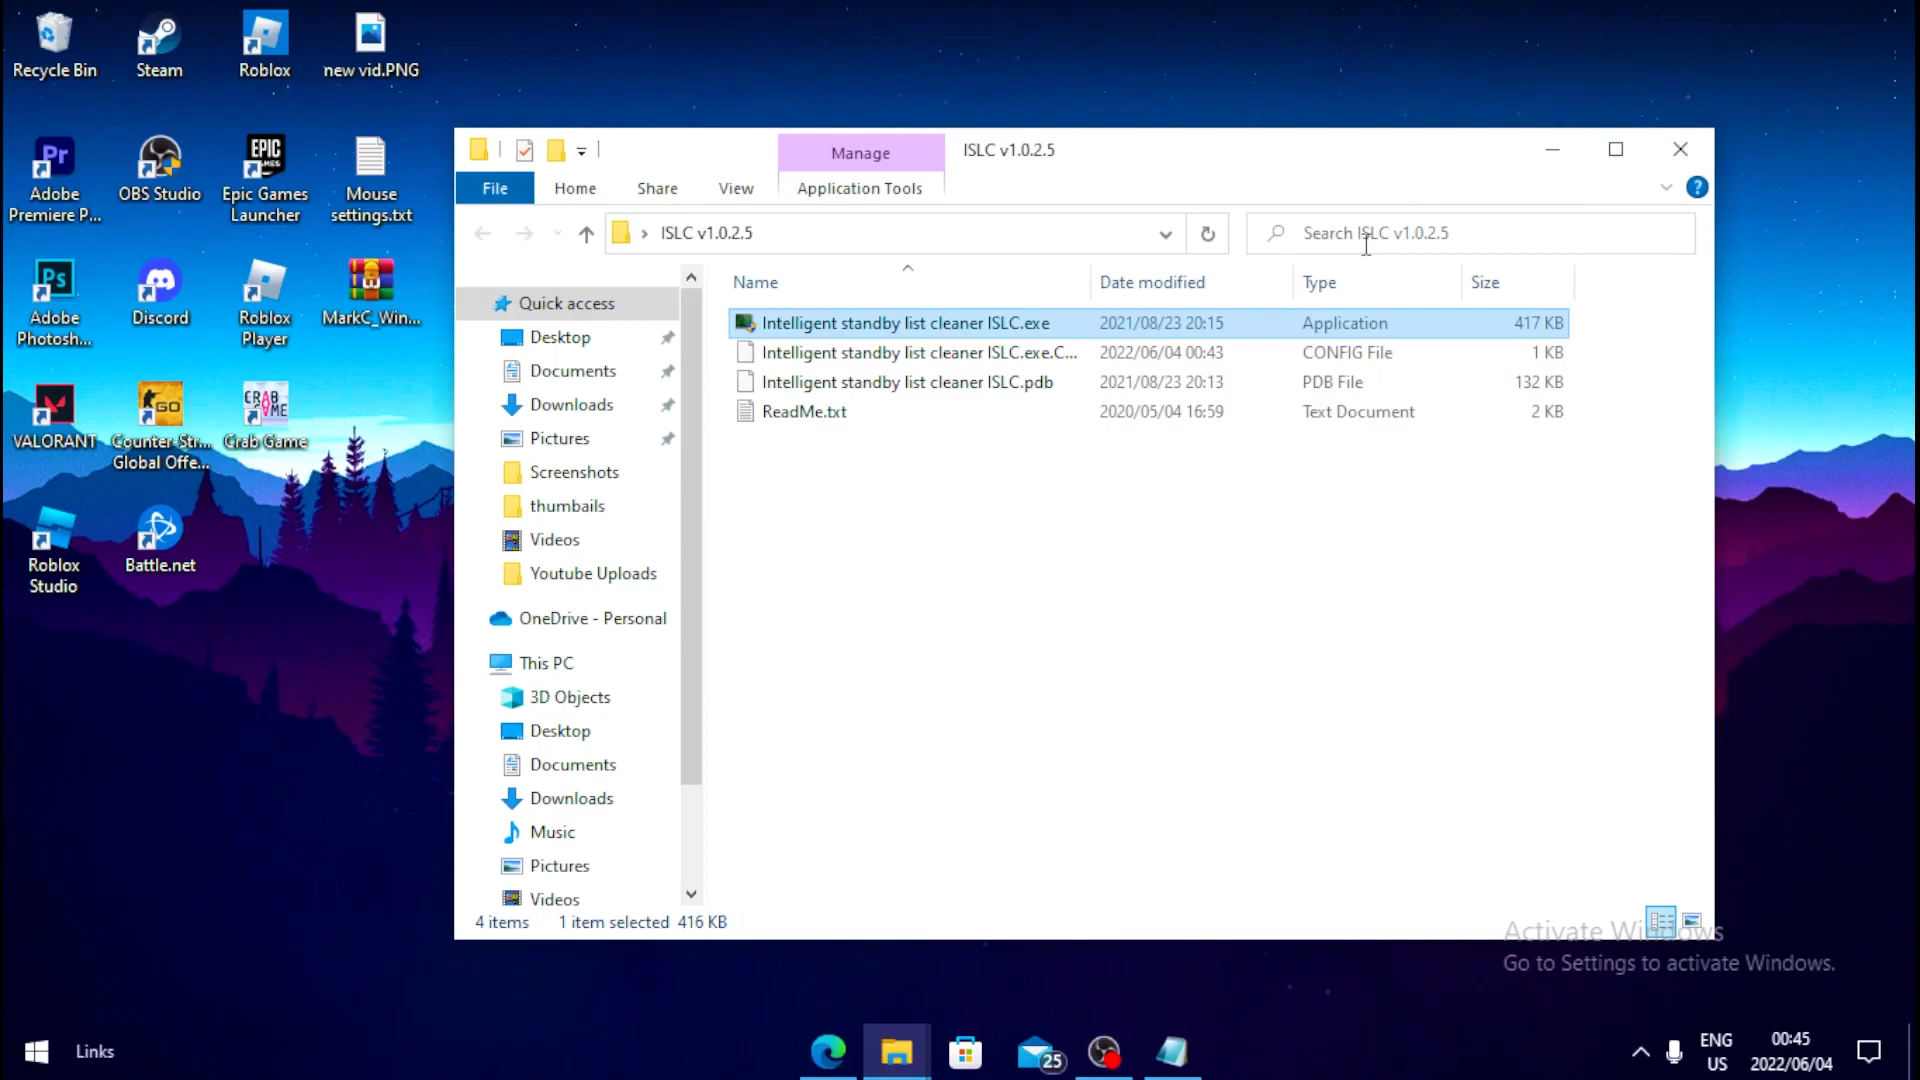 Recycle Bin
Steam
Roblox
new vid.PNG
Pr
Adobe
Premiere P...
OBS Studio
EPIC
GAMES
Epic Games
Launcher
Mouse
settings.txt
Ps
Adobe
Photosh...
Discord
Roblox
Player
MarkC_Win...
VALORANT
GO
Counter-Str...
Global Offe...
CRAB
GAME
Crab Game
Roblox
Studio
Battle.net
Manage
ISLC v1.0.2.5
File
Home
Share
View
Application Tools
?
ISLC v1.0.2.5
Search ISLC v1.0.2.5
Name
Date modified
Type
Size
Intelligent standby list cleaner ISLC.exe 2021/08/23 20:15 Application 417 KB
Intelligent standby list cleaner ISLC.exe.C... 2022/06/04 00:43 CONFIG File 1 KB
Intelligent standby list cleaner ISLC.pdb 2021/08/23 20:13 PDB File 132 KB
ReadMe.txt 2020/05/04 16:59 Text Document 2 KB
Quick access
Desktop
Documents
Downloads
Pictures
Screenshots
thumbails
Videos
Youtube Uploads
OneDrive - Personal
This PC
3D Objects
Desktop
Documents
Downloads
Music
Pictures
Videos
4 items 1 item selected 416 KB
Activate Windows
Go to Settings to activate Windows.
Links
25
ENG
US
00:45
2022/06/04